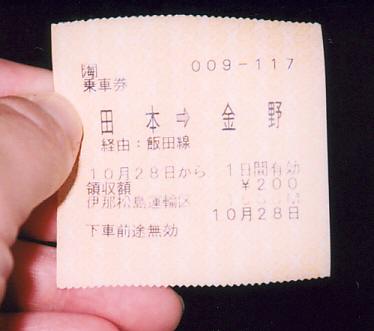 009-117
乗車券
田本⇒金野
経由:飯田線
10月28日から 1日間有効
領収額 ¥200
伊那松島運輸区
10月28日
下車前途無効